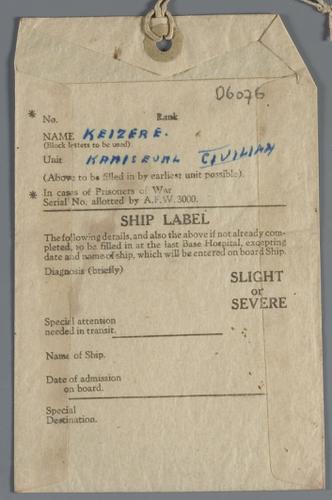 D6076
* No. Rank
NAME KEIZER E.
(Block letters to be used).
Unit KAMISEUAL CIVILIAN
(Above to be filled in by earliest unit possible).
* In cases of Prisoners of War
Serial No. allotted by A.F.W. 3000.
SHIP LABEL
The following details, and also the above if not already com-
pleted, to be filled in at the last Base Hospital, excepting
date and name of ship, which will be entered on board Ship.
Diagnosis (briefly)
SLIGHT
or
SEVERE
Special attention
needed in transit.
Name of Ship.
Date of admission
on board.
Special
Destination.